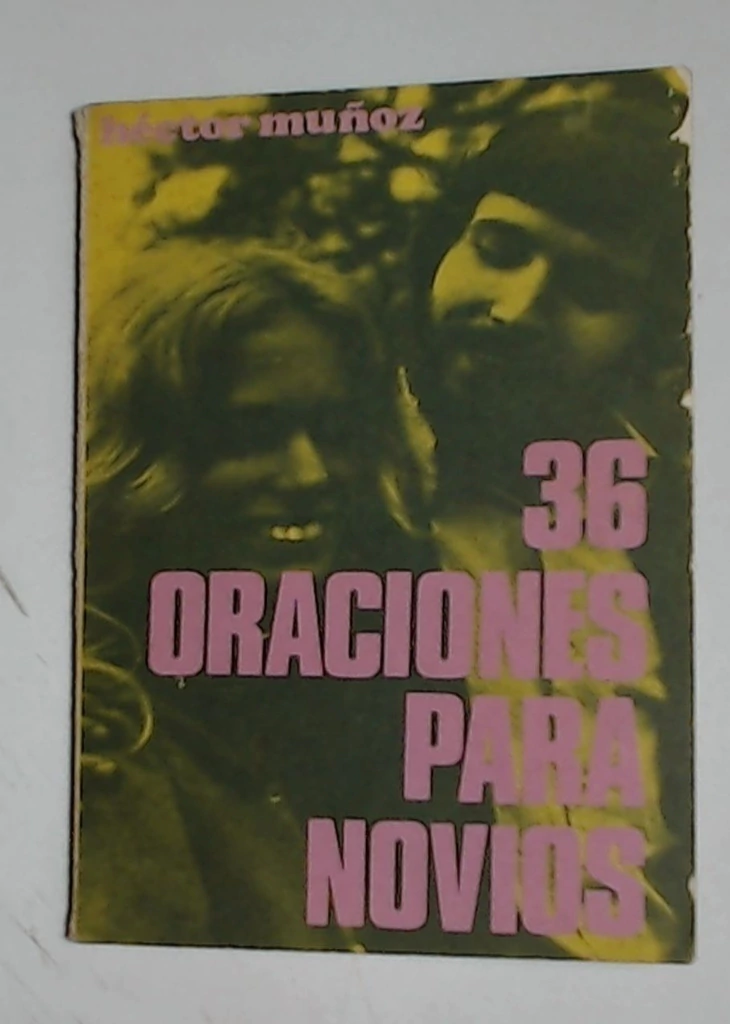 héctor muñoz
36
ORACIONES
PARA
NOVIOS